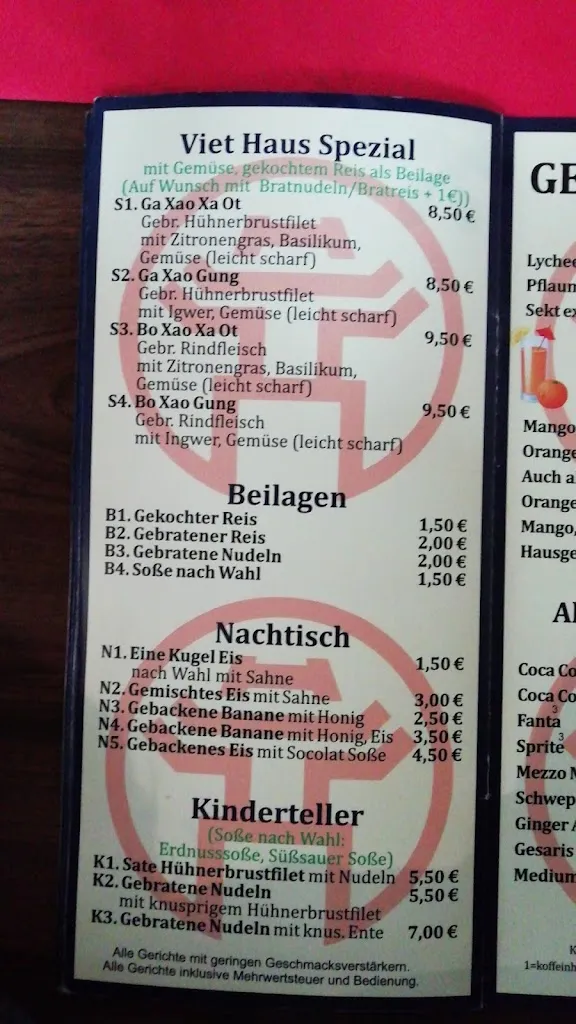 Viet Haus Spezial
mit Gemüse, gekochtem Reis als Beilage
(Auf Wunsch mit Bratnudeln/Bratreis + 1€))
S1. Ga Xao Xa Ot 8,50 €
Gebr. Hühnerbrustfilet
mit Zitronengras, Basilikum,
Gemüse (leicht scharf)
S2. Ga Xao Gung 8,50 €
Gebr. Hühnerbrustfilet
mit Igwer, Gemüse (leicht scharf)
S3. Bo Xao Xa Ot 9,50 €
Gebr. Rindfleisch
mit Zitronengras, Basilikum,
Gemüse (leicht scharf)
S4. Bo Xao Gung 9,50 €
Gebr. Rindfleisch
mit Ingwer, Gemüse (leicht scharf)
Beilagen
B1. Gekochter Reis 1,50 €
B2. Gebratener Reis 2,00 €
B3. Gebratene Nudeln 2,00 €
B4. Soße nach Wahl 1,50 €
Nachtisch
N1. Eine Kugel Eis 1,50 €
nach Wahl mit Sahne
N2. Gemischtes Eis mit Sahne 3,00 €
N3. Gebackene Banane mit Honig 2,50 €
N4. Gebackene Banane mit Honig, Eis 3,50 €
N5. Gebackenes Eis mit Socolat Soße 4,50 €
Kinderteller
(Soße nach Wahl:
Erdnusssoße, Süßsauer Soße)
K1. Sate Hühnerbrustfilet mit Nudeln 5,50 €
K2. Gebratene Nudeln 5,50 €
mit knusprigem Hühnerbrustfilet
K3. Gebratene Nudeln mit knus. Ente 7,00 €
Alle Gerichte mit geringen Geschmacksverstärkern.
Alle Gerichte inklusive Mehrwertsteuer und Bedienung.
GE
Lychee
Pflaum
Sekt ex
Mango
Orange
Auch a
Orange
Mango,
Hausge
Al
Coca Co
Coca Co
Fanta 3
Sprite 3
Mezzo M
Schwep
Ginger A
Gesaris
Medium
K
1=koffeinh